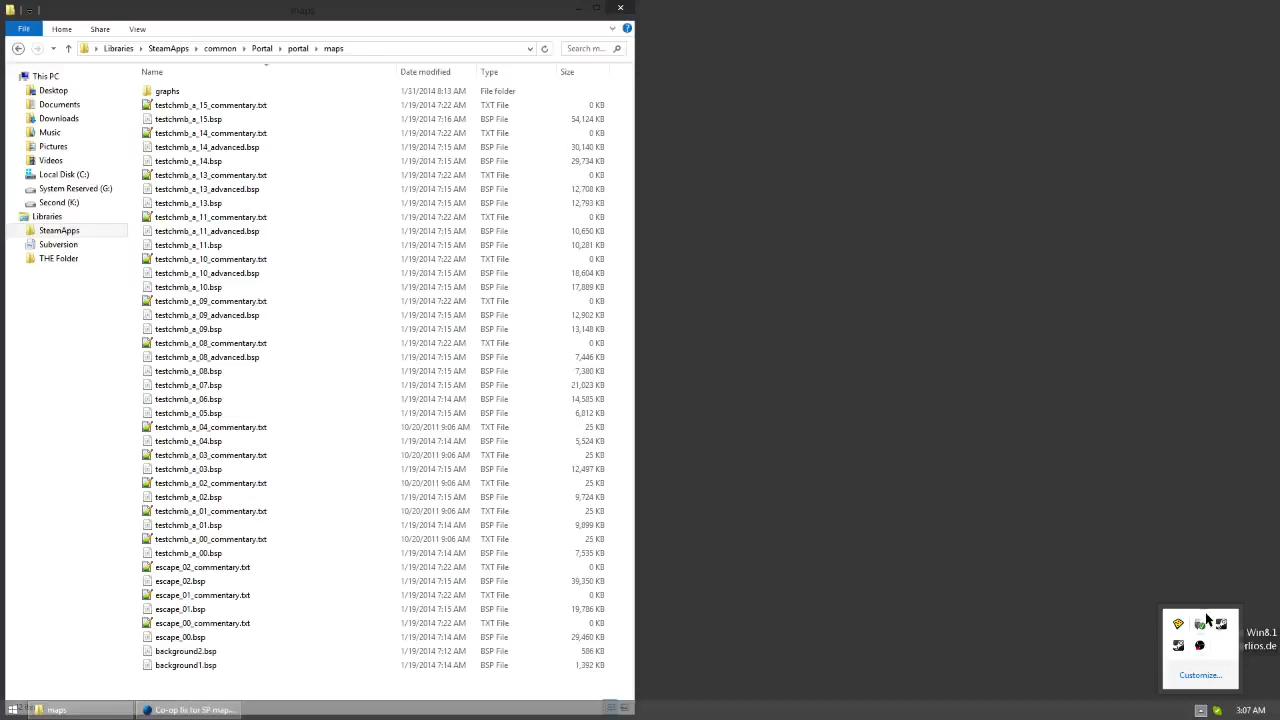 maps
File Home Share View
Libraries SteamApps common Portal portal maps Search m...
Name Date modified Type Size
This PC
Desktop
Documents
Downloads
Music
Pictures
Videos
Local Disk (C:)
System Reserved (G:)
Second (K:)
Libraries
SteamApps
Subversion
THE Folder
graphs 1/31/2014 8:13 AM File folder
testchmb_a_15_commentary.txt 1/19/2014 7:22 AM TXT File 0 KB
testchmb_a_15.bsp 1/19/2014 7:16 AM BSP File 54,124 KB
testchmb_a_14_commentary.txt 1/19/2014 7:22 AM TXT File 0 KB
testchmb_a_14_advanced.bsp 1/19/2014 7:15 AM BSP File 30,140 KB
testchmb_a_14.bsp 1/19/2014 7:15 AM BSP File 29,734 KB
testchmb_a_13_commentary.txt 1/19/2014 7:22 AM TXT File 0 KB
testchmb_a_13_advanced.bsp 1/19/2014 7:15 AM BSP File 12,708 KB
testchmb_a_13.bsp 1/19/2014 7:15 AM BSP File 12,793 KB
testchmb_a_11_commentary.txt 1/19/2014 7:22 AM TXT File 0 KB
testchmb_a_11_advanced.bsp 1/19/2014 7:15 AM BSP File 10,650 KB
testchmb_a_11.bsp 1/19/2014 7:15 AM BSP File 10,281 KB
testchmb_a_10_commentary.txt 1/19/2014 7:22 AM TXT File 0 KB
testchmb_a_10_advanced.bsp 1/19/2014 7:15 AM BSP File 18,604 KB
testchmb_a_10.bsp 1/19/2014 7:15 AM BSP File 17,889 KB
testchmb_a_09_commentary.txt 1/19/2014 7:22 AM TXT File 0 KB
testchmb_a_09_advanced.bsp 1/19/2014 7:15 AM BSP File 12,902 KB
testchmb_a_09.bsp 1/19/2014 7:15 AM BSP File 13,148 KB
testchmb_a_08_commentary.txt 1/19/2014 7:22 AM TXT File 0 KB
testchmb_a_08_advanced.bsp 1/19/2014 7:15 AM BSP File 7,446 KB
testchmb_a_08.bsp 1/19/2014 7:15 AM BSP File 7,380 KB
testchmb_a_07.bsp 1/19/2014 7:15 AM BSP File 21,023 KB
testchmb_a_06.bsp 1/19/2014 7:14 AM BSP File 14,585 KB
testchmb_a_05.bsp 1/19/2014 7:15 AM BSP File 6,812 KB
testchmb_a_04_commentary.txt 10/20/2011 9:06 AM TXT File 25 KB
testchmb_a_04.bsp 1/19/2014 7:14 AM BSP File 5,524 KB
testchmb_a_03_commentary.txt 10/20/2011 9:06 AM TXT File 25 KB
testchmb_a_03.bsp 1/19/2014 7:15 AM BSP File 12,497 KB
testchmb_a_02_commentary.txt 10/20/2011 9:06 AM TXT File 25 KB
testchmb_a_02.bsp 1/19/2014 7:15 AM BSP File 9,724 KB
testchmb_a_01_commentary.txt 10/20/2011 9:06 AM TXT File 25 KB
testchmb_a_01.bsp 1/19/2014 7:14 AM BSP File 9,899 KB
testchmb_a_00_commentary.txt 10/20/2011 9:06 AM TXT File 25 KB
testchmb_a_00.bsp 1/19/2014 7:14 AM BSP File 7,535 KB
escape_02_commentary.txt 1/19/2014 7:22 AM TXT File 0 KB
escape_02.bsp 1/19/2014 7:15 AM BSP File 39,350 KB
escape_01_commentary.txt 1/19/2014 7:22 AM TXT File 0 KB
escape_01.bsp 1/19/2014 7:14 AM BSP File 19,786 KB
escape_00_commentary.txt 1/19/2014 7:22 AM TXT File 0 KB
escape_00.bsp 1/19/2014 7:14 AM BSP File 29,460 KB
background2.bsp 1/19/2014 7:12 AM BSP File 586 KB
background1.bsp 1/19/2014 7:14 AM BSP File 1,392 KB
Win8.1
rlios.de
Customize...
maps Co-op fix for SP map... 3:07 AM